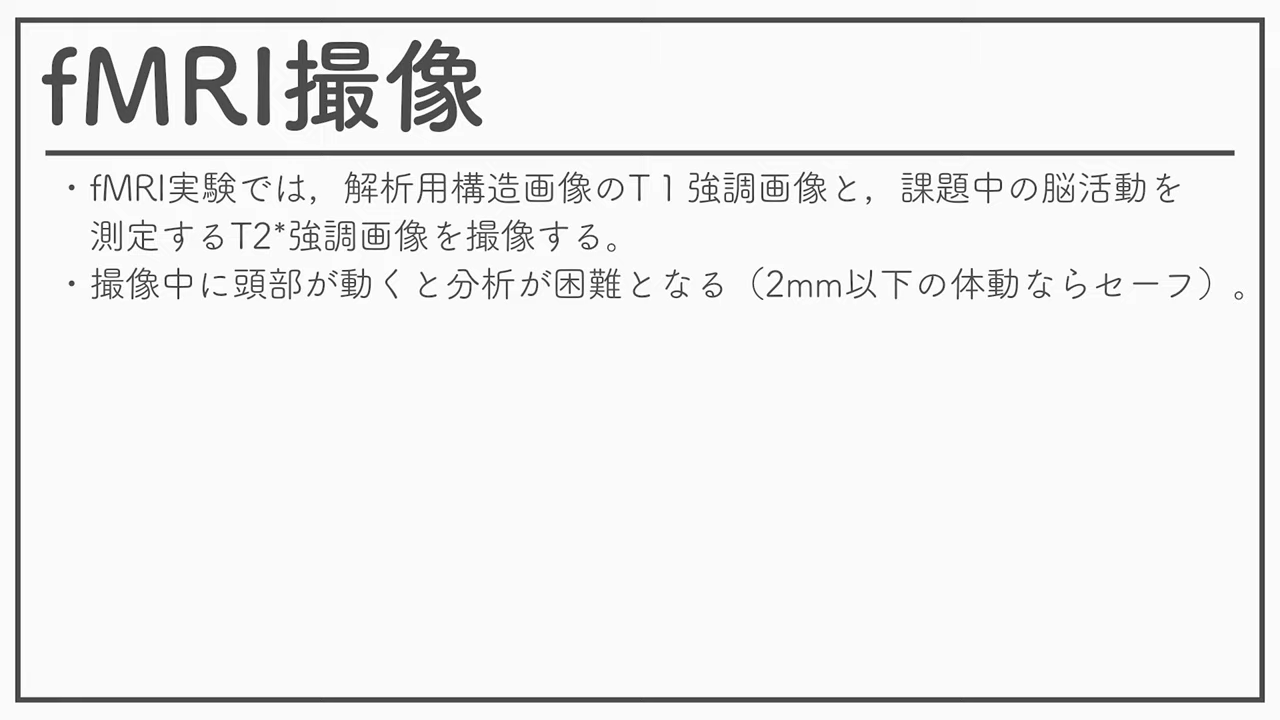 fMRI撮像
・fMRI実験では，解析用構造画像のT１強調画像と，課題中の脳活動を
測定するT2*強調画像を撮像する。
・撮像中に頭部が動くと分析が困難となる（2mm以下の体動ならセーフ）。